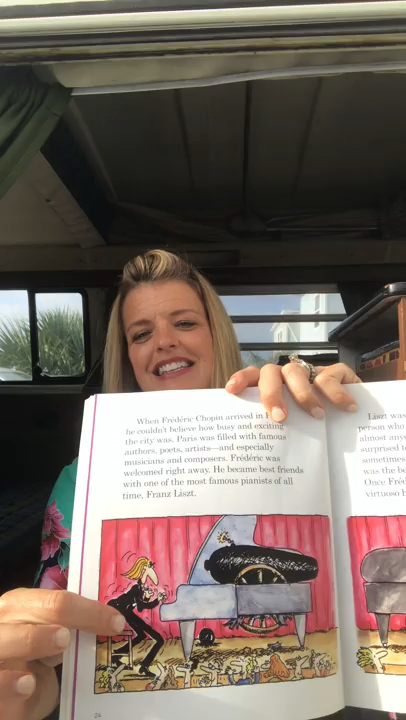 When Frédéric Chopin arrived in
he couldn't believe how busy and exciting
the city was. Paris was filled with famous
authors, poets, artists—and especially
musicians and composers. Frédéric was
welcomed right away. He became best friends
with one of the most famous pianists of all
time, Franz Liszt.
24
Liszt was
person who
almost any
surprised
sometimes
was the
Once
virtuoso